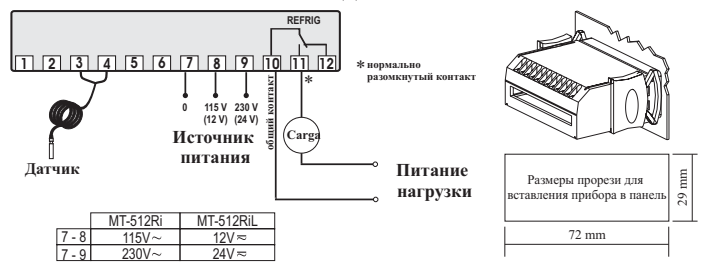 REFRIG
1 2 3 4 5 6 7 8 9 10 11 12
*
* нормально
разомкнутый контакт
0 115 V 230 V
(12 V) (24 V)
общий контакт
Carga
Датчик
Источник
питания
Питание
нагрузки
Размеры прорези для
вставления прибора в панель
29 mm
72 mm
MT-512Ri MT-512RiL
7 - 8 115V~ 12V≂
7 - 9 230V~ 24V≂